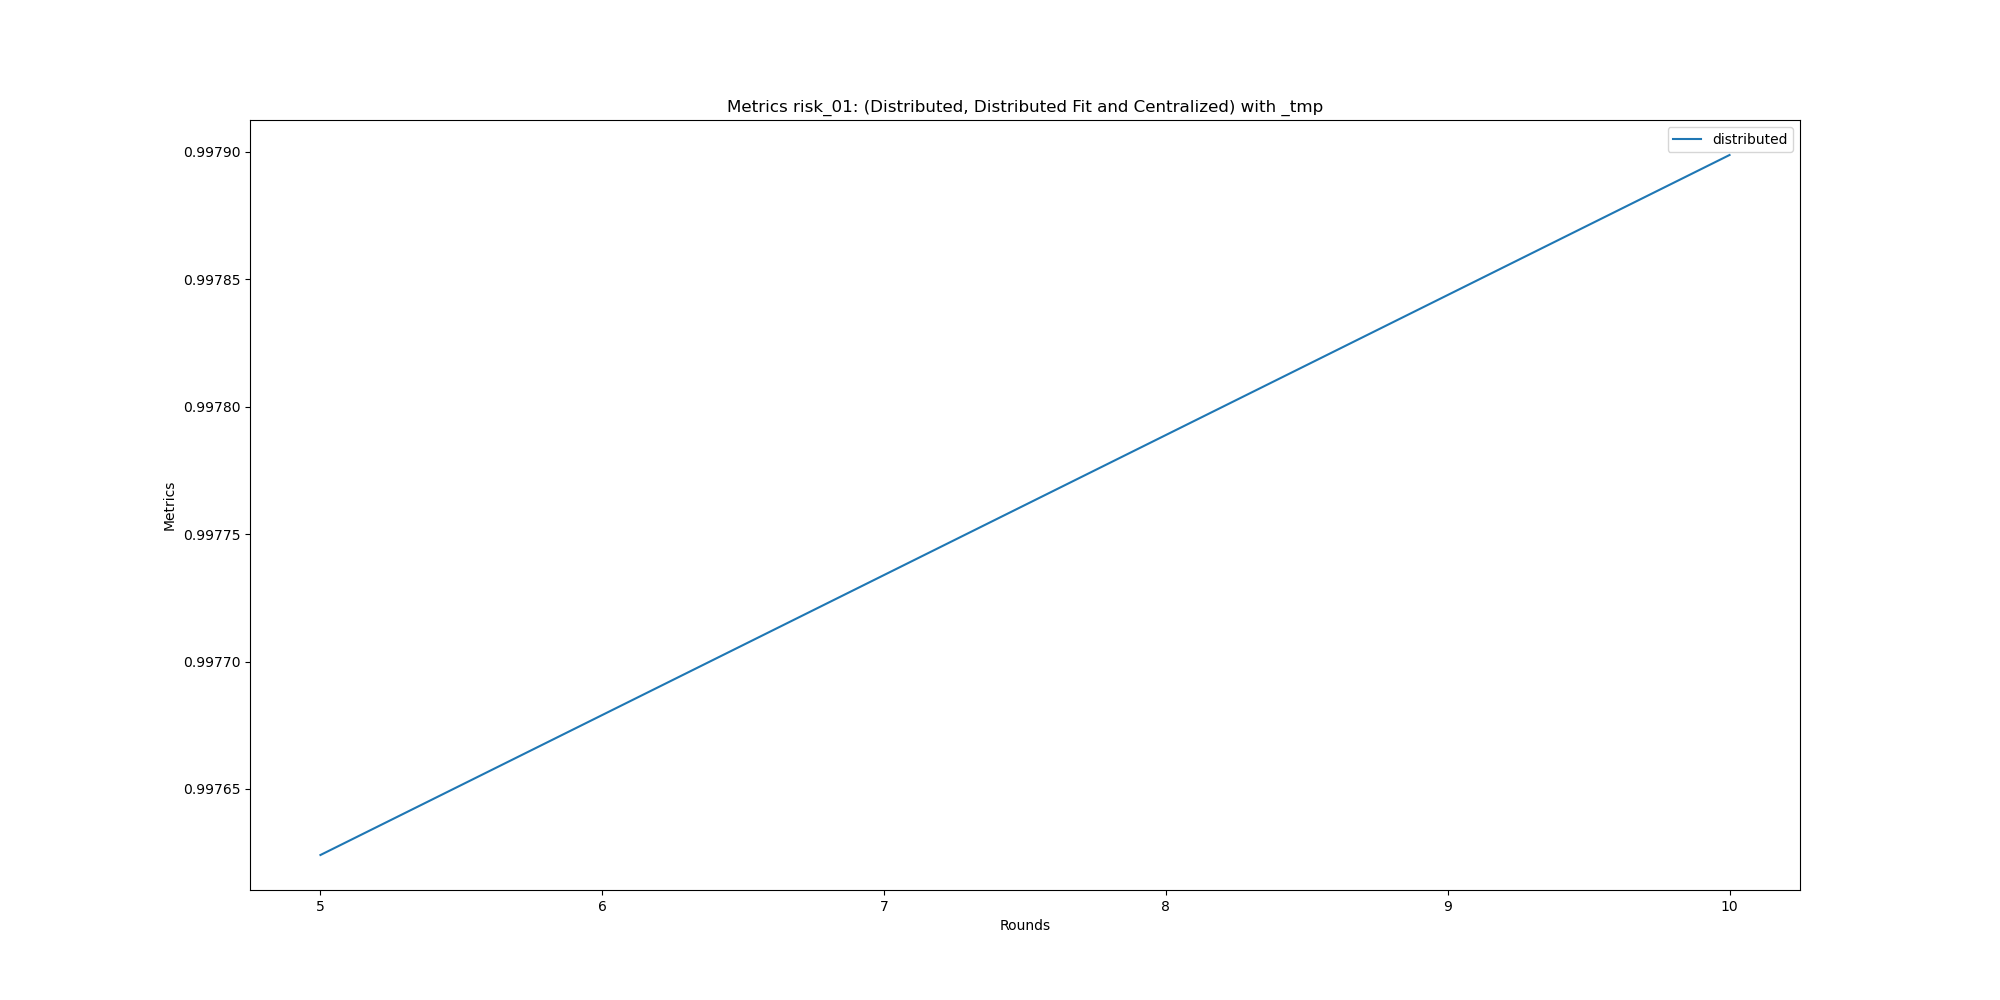 Metrics risk_01: (Distributed, Distributed Fit and Centralized) with _tmp
distributed
0.99790
0.99785
0.99780
0.99775
0.99770
0.99765
Metrics
5 6 7 8 9 10
Rounds